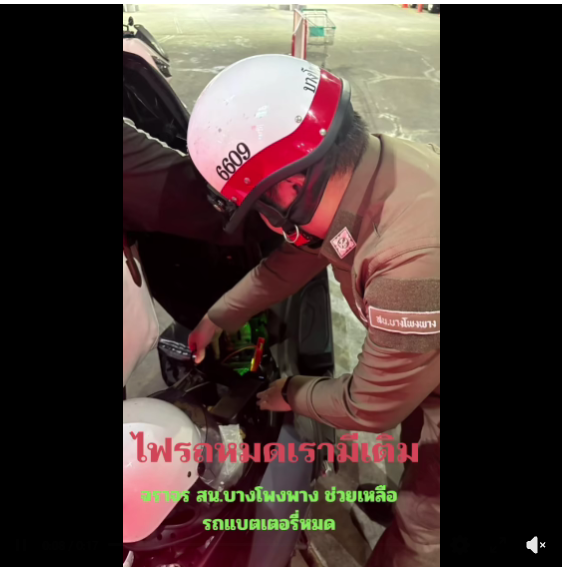 6609
สน.บางโพงพาง
ไฟรถหมดเรามีเติม
จราจร สน.บางโพงพาง ช่วยเหลือ
รถแบตเตอรี่หมด